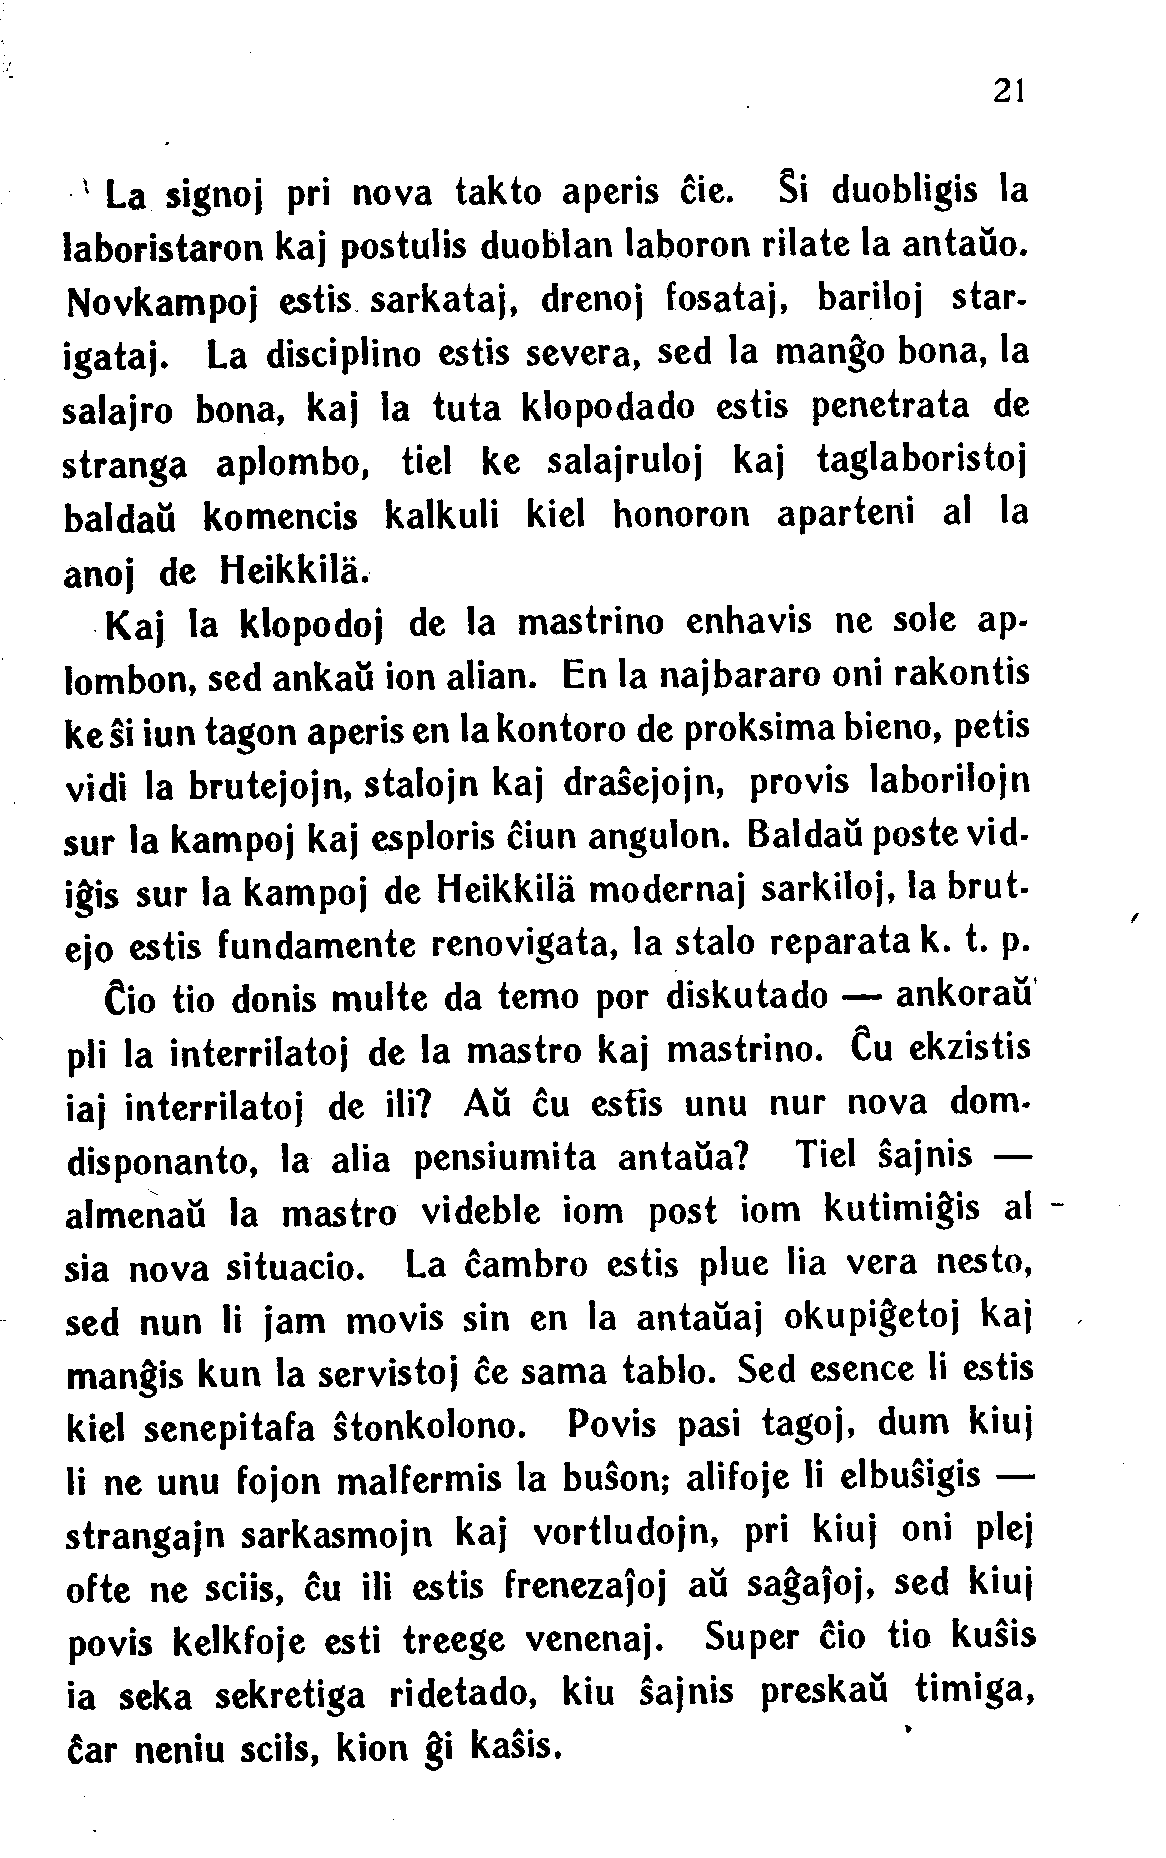 21
La signoj pri nova takto aperis ĉie. Ŝi duobligis la
laboristaron kaj postulis duoblan laboron rilate la antaŭo.
Novkampoj estis sarkataj, drenoj fosataj, bariloj star-
igataj. La disciplino estis severa, sed la manĝo bona, la
salajro bona, kaj la tuta klopodado estis penetrata de
stranga aplombo, tiel ke salajruloj kaj taglaboristoj
baldaŭ komencis kalkuli kiel honoron aparteni al la
anoj de Heikkilä.
Kaj la klopodoj de la mastrino enhavis ne sole ap-
lombon, sed ankaŭ ion alian. En la najbararo oni rakontis
ke ŝi iun tagon aperis en la kontoro de proksima bieno, petis
vidi la brutejojn, stalojn kaj draŝejojn, provis laborilojn
sur la kampoj kaj esploris ĉiun angulon. Baldaŭ poste vid-
iĝis sur la kampoj de Heikkilä modernaj sarkiloj, la brut-
ejo estis fundamente renovigata, la stalo reparata k. t. p.
Ĉio tio donis multe da temo por diskutado — ankoraŭ
pli la interrilatoj de la mastro kaj mastrino. Ĉu ekzistis
iaj interrilatoj de ili? Aŭ ĉu estis unu nur nova dom-
disponanto, la alia pensiumita antaŭa? Tiel ŝajnis —
almenaŭ la mastro videble iom post iom kutimiĝis al
sia nova situacio. La ĉambro estis plue lia vera nesto,
sed nun li jam movis sin en la antaŭaj okupiĝetoj kaj
manĝis kun la servistoj ĉe sama tablo. Sed esence li estis
kiel senepitafa ŝtonkolono. Povis pasi tagoj, dum kiuj
li ne unu fojon malfermis la buŝon; alifoje li elbuŝigis —
strangajn sarkasmojn kaj vortludojn, pri kiuj oni plej
ofte ne sciis, ĉu ili estis frenezaĵoj aŭ saĝaĵoj, sed kiuj
povis kelkfoje esti treege venenaj. Super ĉio tio kuŝis
ia seka sekretiga ridetado, kiu ŝajnis preskaŭ timiga,
ĉar neniu sciis, kion ĝi kaŝis.